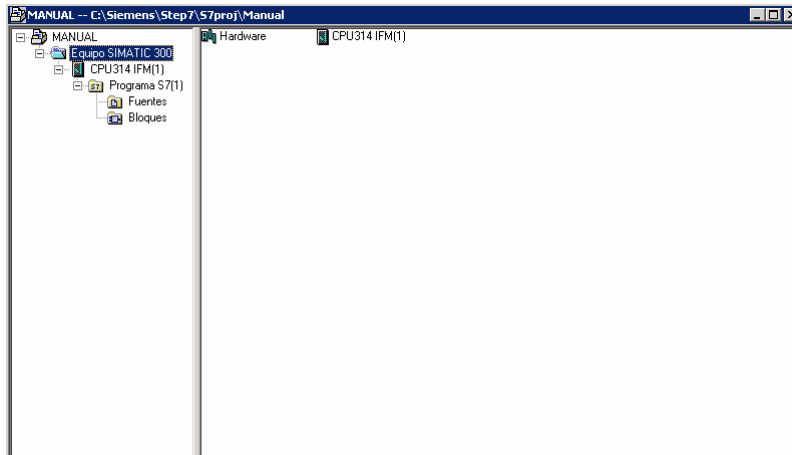 MANUAL -- C:\Siemens\Step7\S7proj\Manual
MANUAL
Equipo SIMATIC 300
CPU314 IFM(1)
Programa S7(1)
Fuentes
Bloques
Hardware
CPU314 IFM(1)